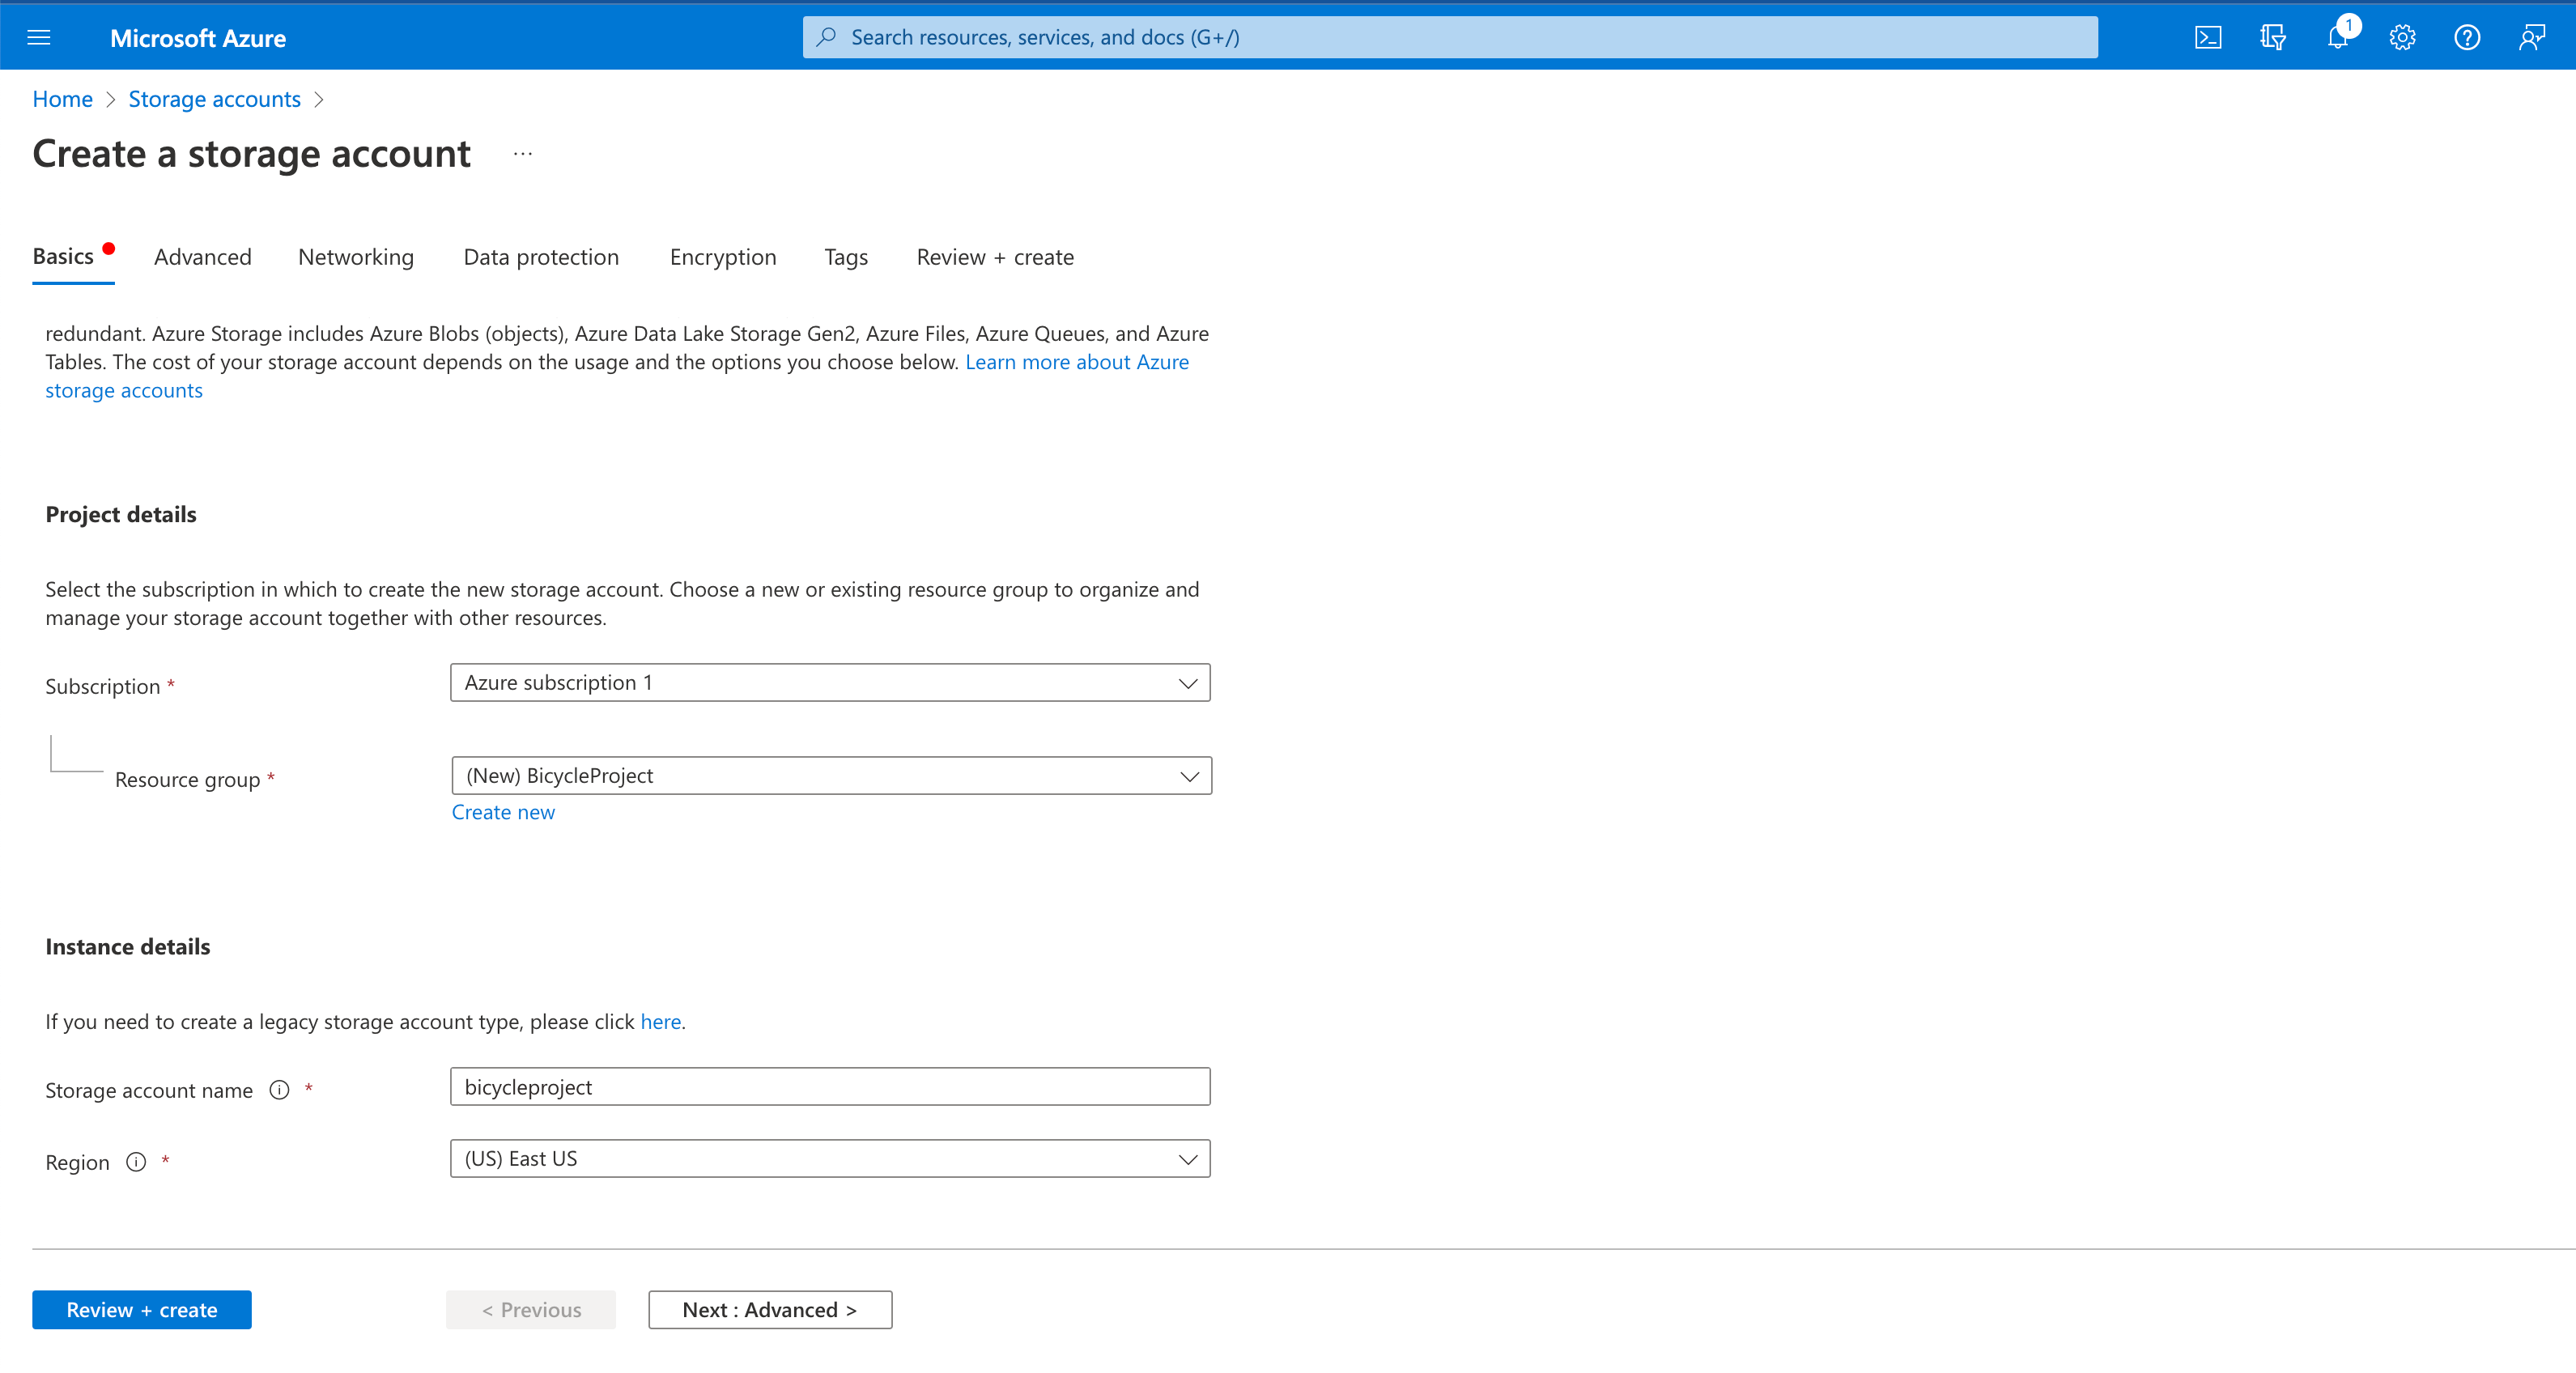 Microsoft Azure
Search resources, services, and docs (G+/)
1
Home > Storage accounts >
Create a storage account ...
Basics Advanced Networking Data protection Encryption Tags Review + create
redundant. Azure Storage includes Azure Blobs (objects), Azure Data Lake Storage Gen2, Azure Files, Azure Queues, and Azure
Tables. The cost of your storage account depends on the usage and the options you choose below. Learn more about Azure
storage accounts
Project details
Select the subscription in which to create the new storage account. Choose a new or existing resource group to organize and
manage your storage account together with other resources.
Subscription *
Azure subscription 1
Resource group *
(New) BicycleProject
Create new
Instance details
If you need to create a legacy storage account type, please click here.
Storage account name *
bicycleproject
Region *
(US) East US
Review + create
< Previous
Next : Advanced >